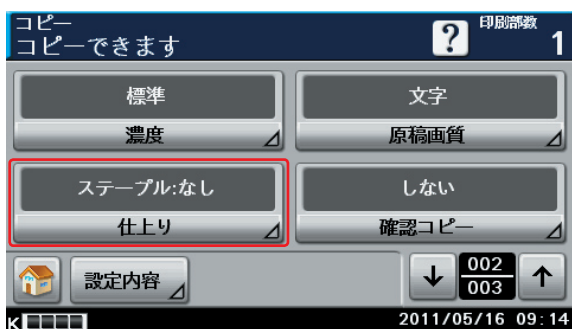 コピー
コピーできます
?
印刷部数
1
標準
濃度
文字
原稿画質
ステープル:なし
仕上り
しない
確認コピー
設定内容
↓
002
003
↑
K
2011/05/16 09:14